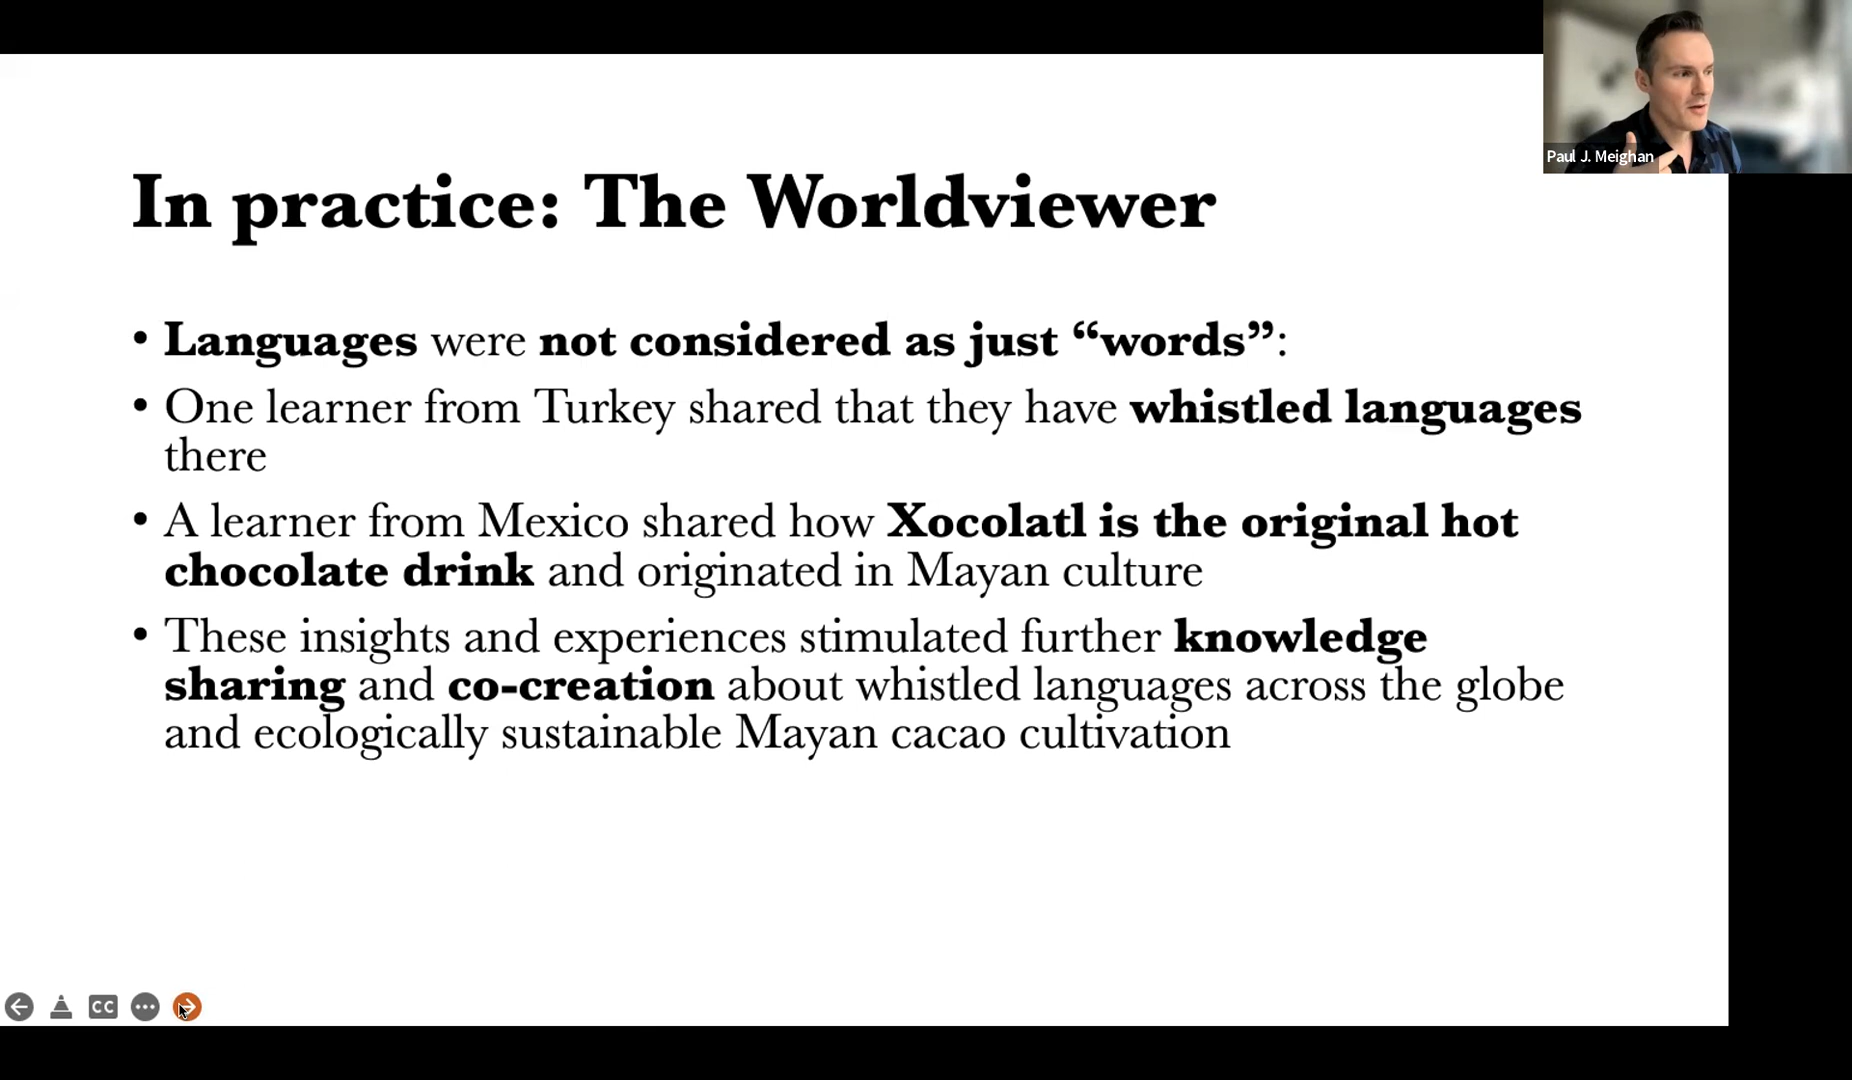 Paul J. Meighan
In practice: The Worldviewer
• Languages were not considered as just “words”:
• One learner from Turkey shared that they have whistled languages
there
• A learner from Mexico shared how Xocolatl is the original hot
chocolate drink and originated in Mayan culture
• These insights and experiences stimulated further knowledge
sharing and co-creation about whistled languages across the globe
and ecologically sustainable Mayan cacao cultivation
CC